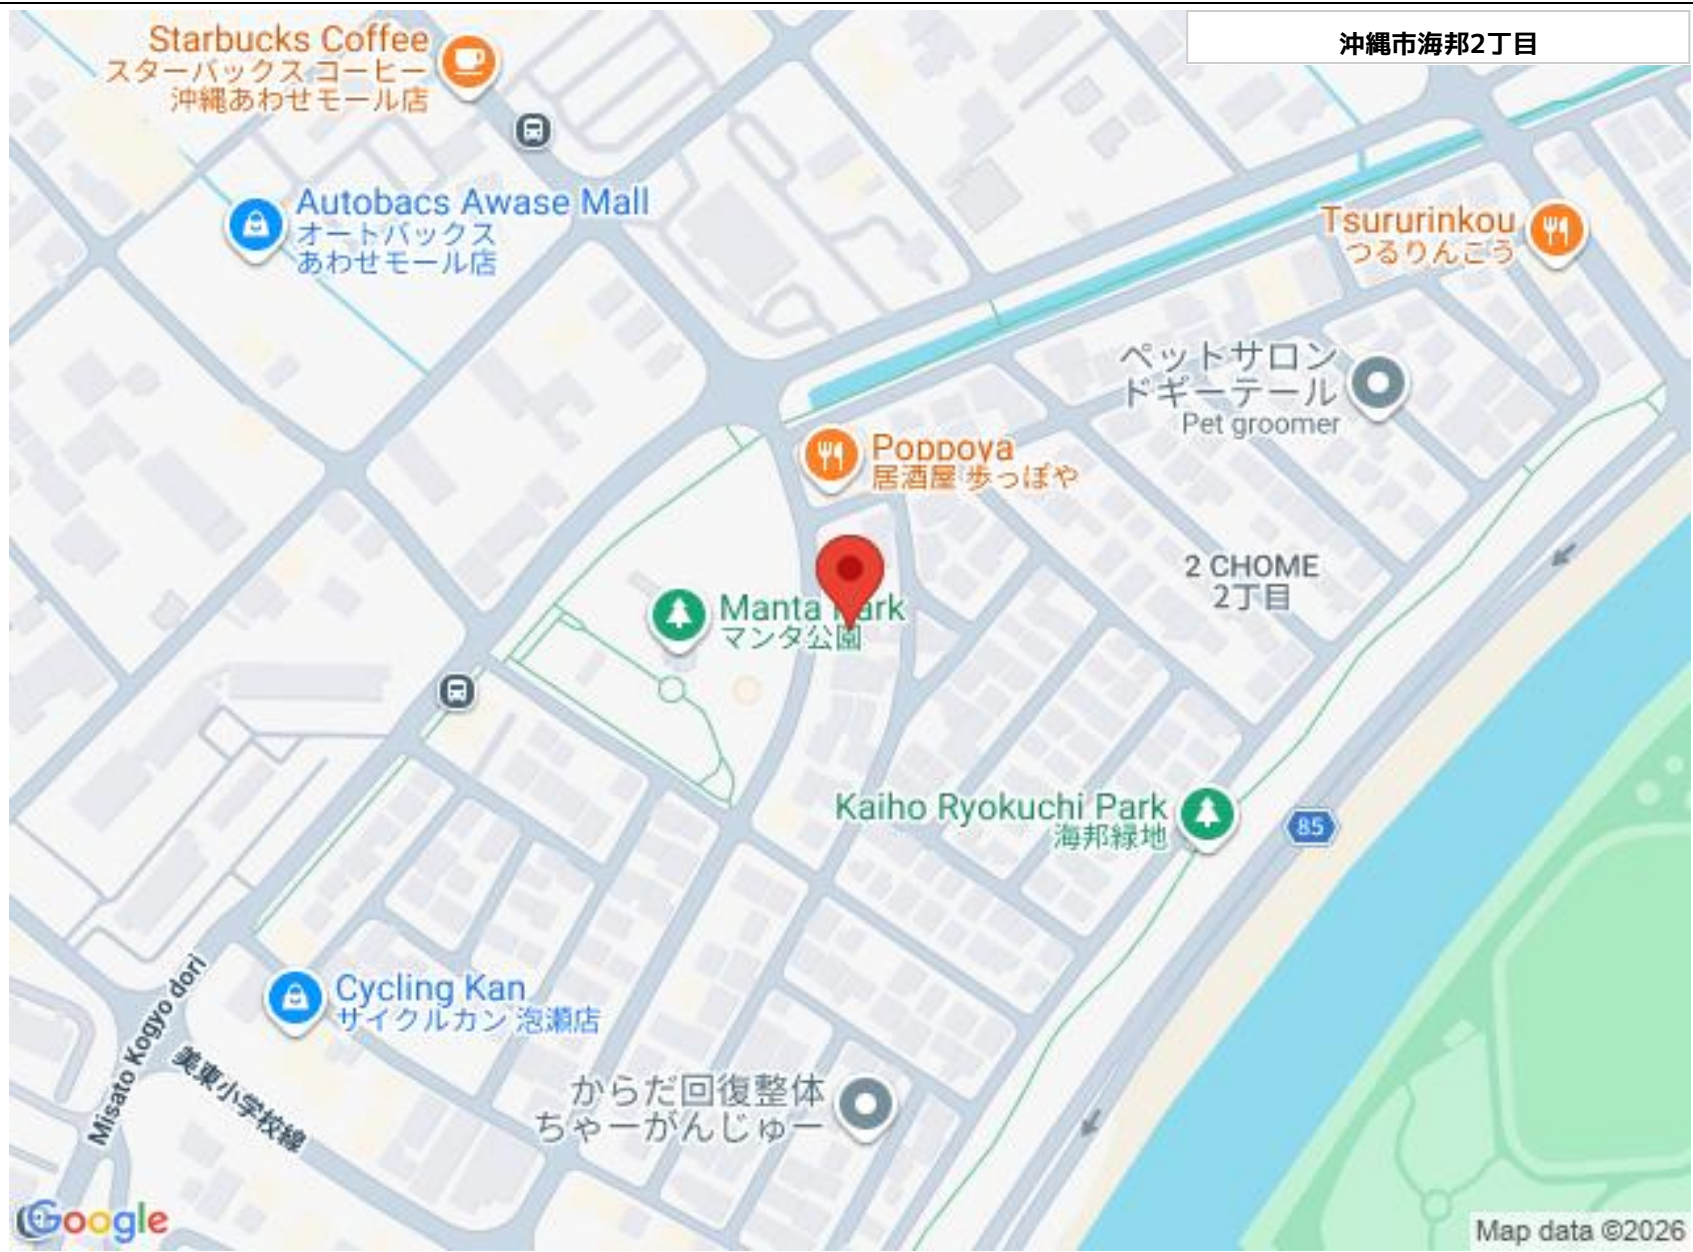 沖縄市海邦2丁目
Starbucks Coffee
スターバックス コーヒー
沖縄あわせモール店
Autobacs Awase Mall
オートバックス
あわせモール店
Tsururinkou
つるりんこう
ペットサロン
ドギーテール
Pet groomer
Poppoya
居酒屋 歩っぽや
2 CHOME
2丁目
Manta Park
マンタ公園
Kaiho Ryokuchi Park
海邦緑地
85
Cycling Kan
サイクルカン 泡瀬店
Misato Kogyo dori
美東小学校線
からだ回復整体
ちゃーがんじゅー
Google
Map data ©2026